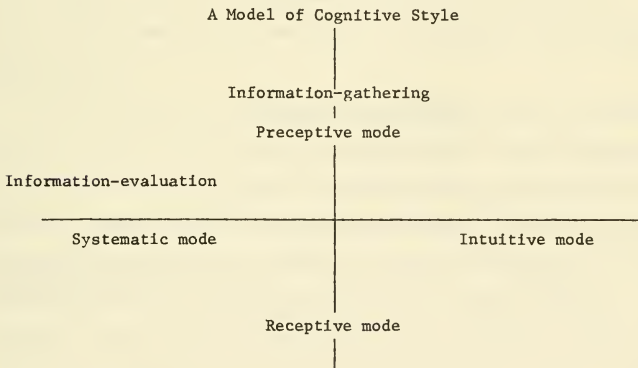 A Model of Cognitive Style
Information-gathering
Preceptive mode
Information-evaluation
Systematic mode
Intuitive mode
Receptive mode